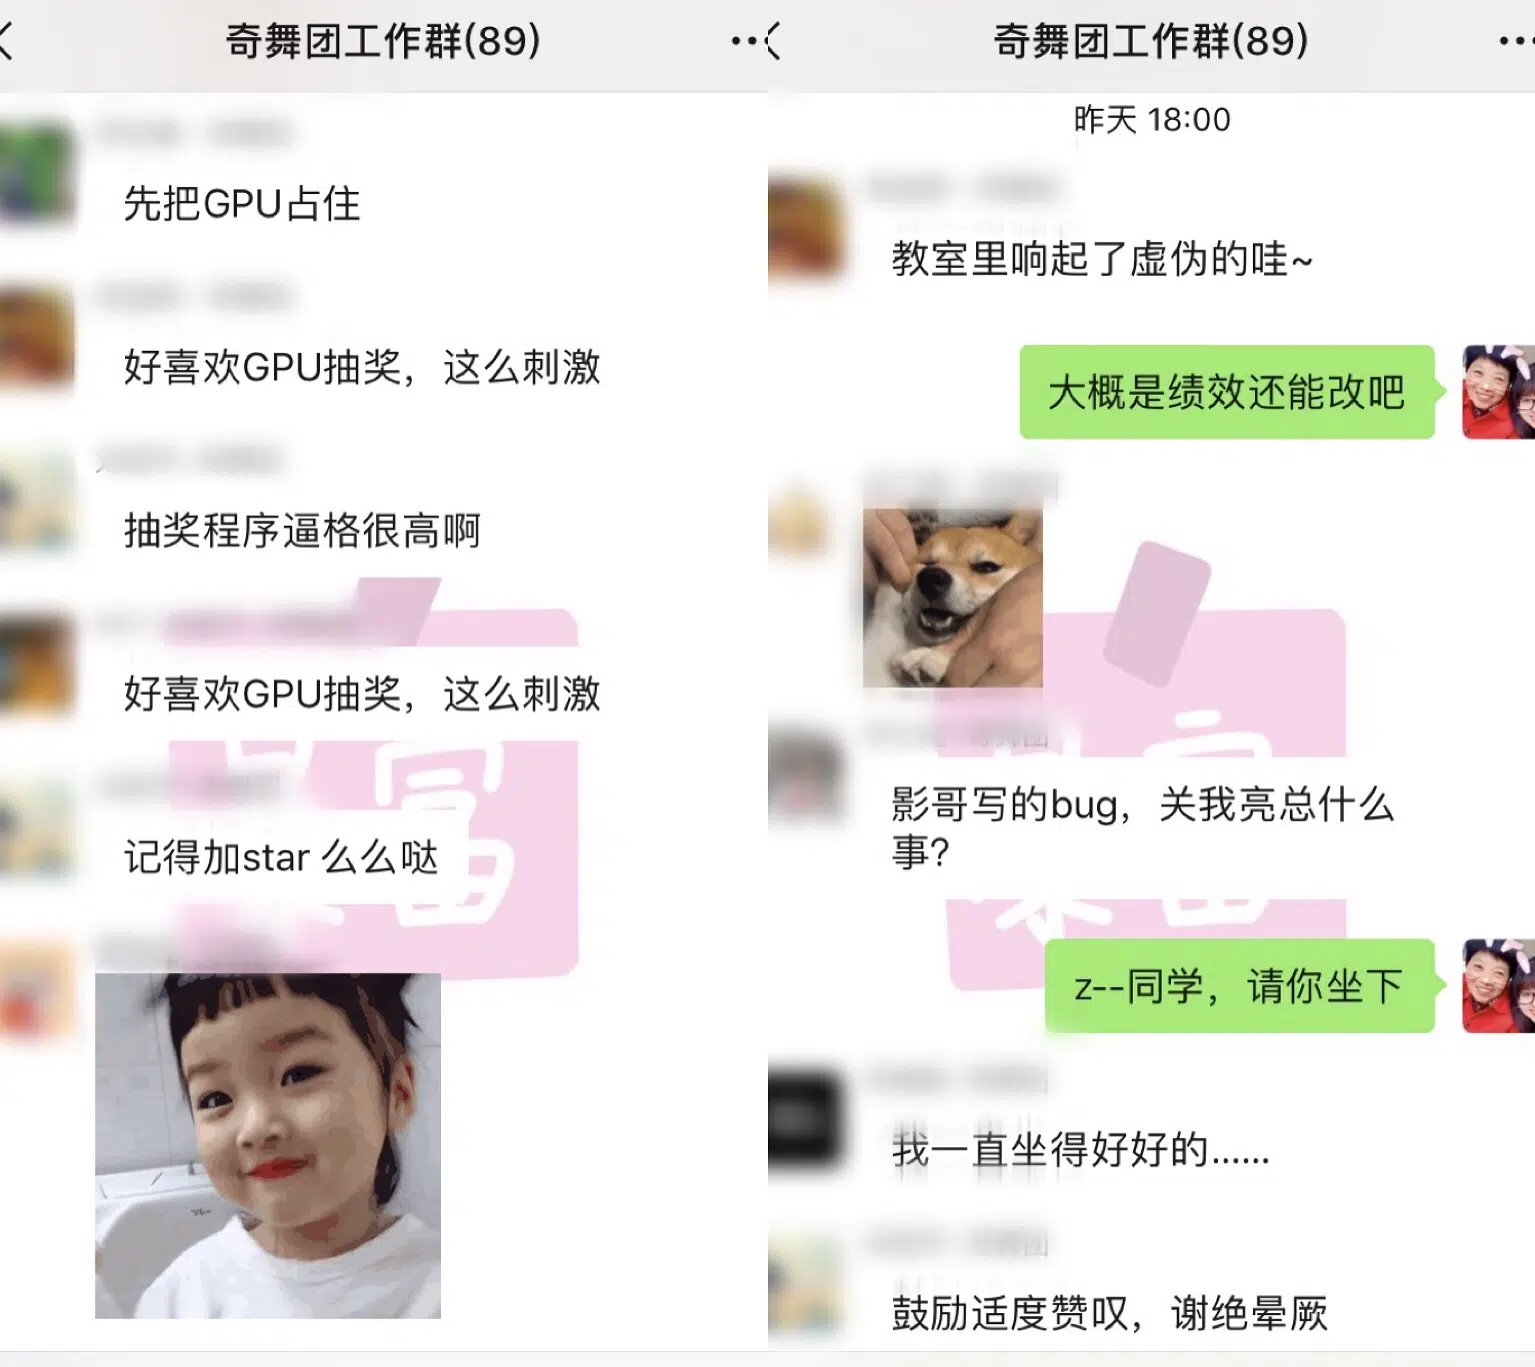 奇舞团工作群(89)
先把GPU占住
好喜欢GPU抽奖，这么刺激
抽奖程序逼格很高啊
好喜欢GPU抽奖，这么刺激
记得加star 么么哒
富
奇舞团工作群(89)
昨天 18:00
教室里响起了虚伪的哇~
大概是绩效还能改吧
影哥写的bug，关我亮总什么
事？
z--同学，请你坐下
我一直坐得好好的……
鼓励适度赞叹，谢绝晕厥